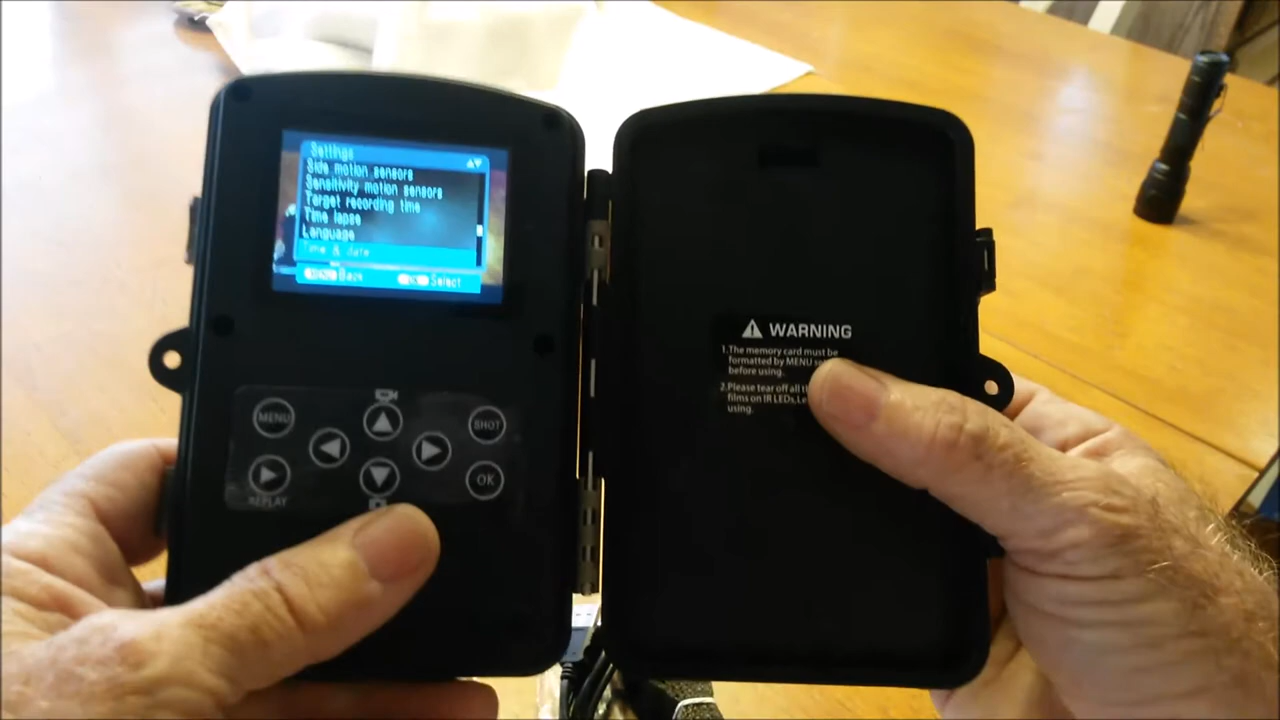 Settings
Side motion sensors
Sensitivity motion sensors
Target recording time
Time lapse
Language
Time & date
MENU Back
OK Select
MENU
SHOT
OK
REPLAY
WARNING
1.The memory card must be
formatted by MENU
before using.
2.Please tear off all
films on IR LEDs,
using.